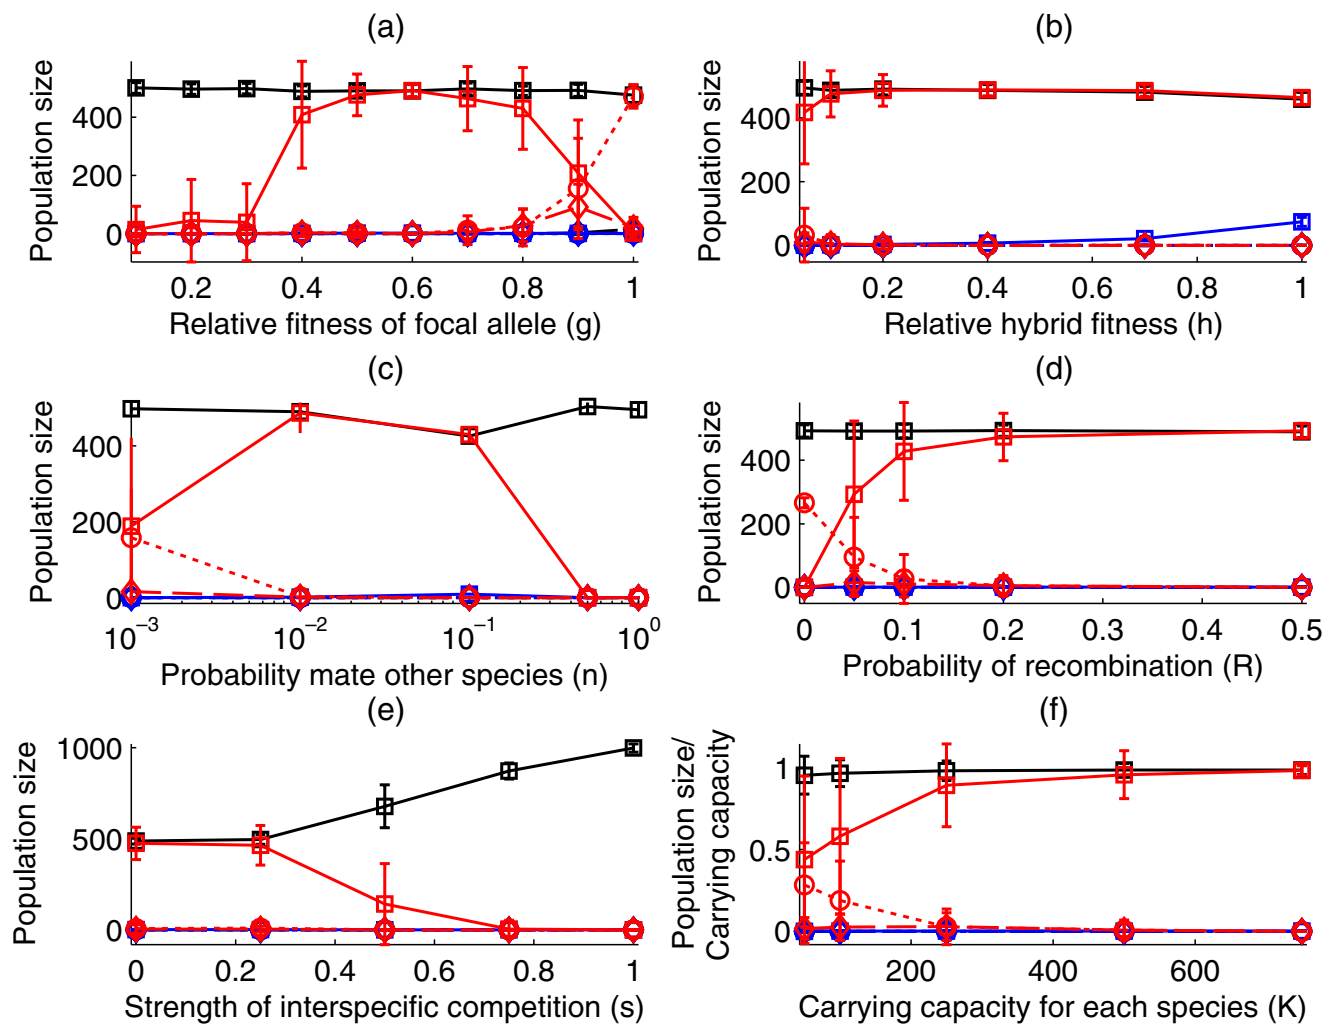 (a)
Population size
400
200
0
0.2 0.4 0.6 0.8 1
Relative fitness of focal allele (g)
(b)
Population size
400
200
0
0.2 0.4 0.6 0.8 1
Relative hybrid fitness (h)
(c)
Population size
400
200
0
10^-3 10^-2 10^-1 10^0
Probability mate other species (n)
(d)
Population size
400
200
0
0 0.1 0.2 0.3 0.4 0.5
Probability of recombination (R)
(e)
Population size
1000
500
0
0 0.2 0.4 0.6 0.8 1
Strength of interspecific competition (s)
(f)
Population size/
Carrying capacity
1
0.5
0
200 400 600
Carrying capacity for each species (K)